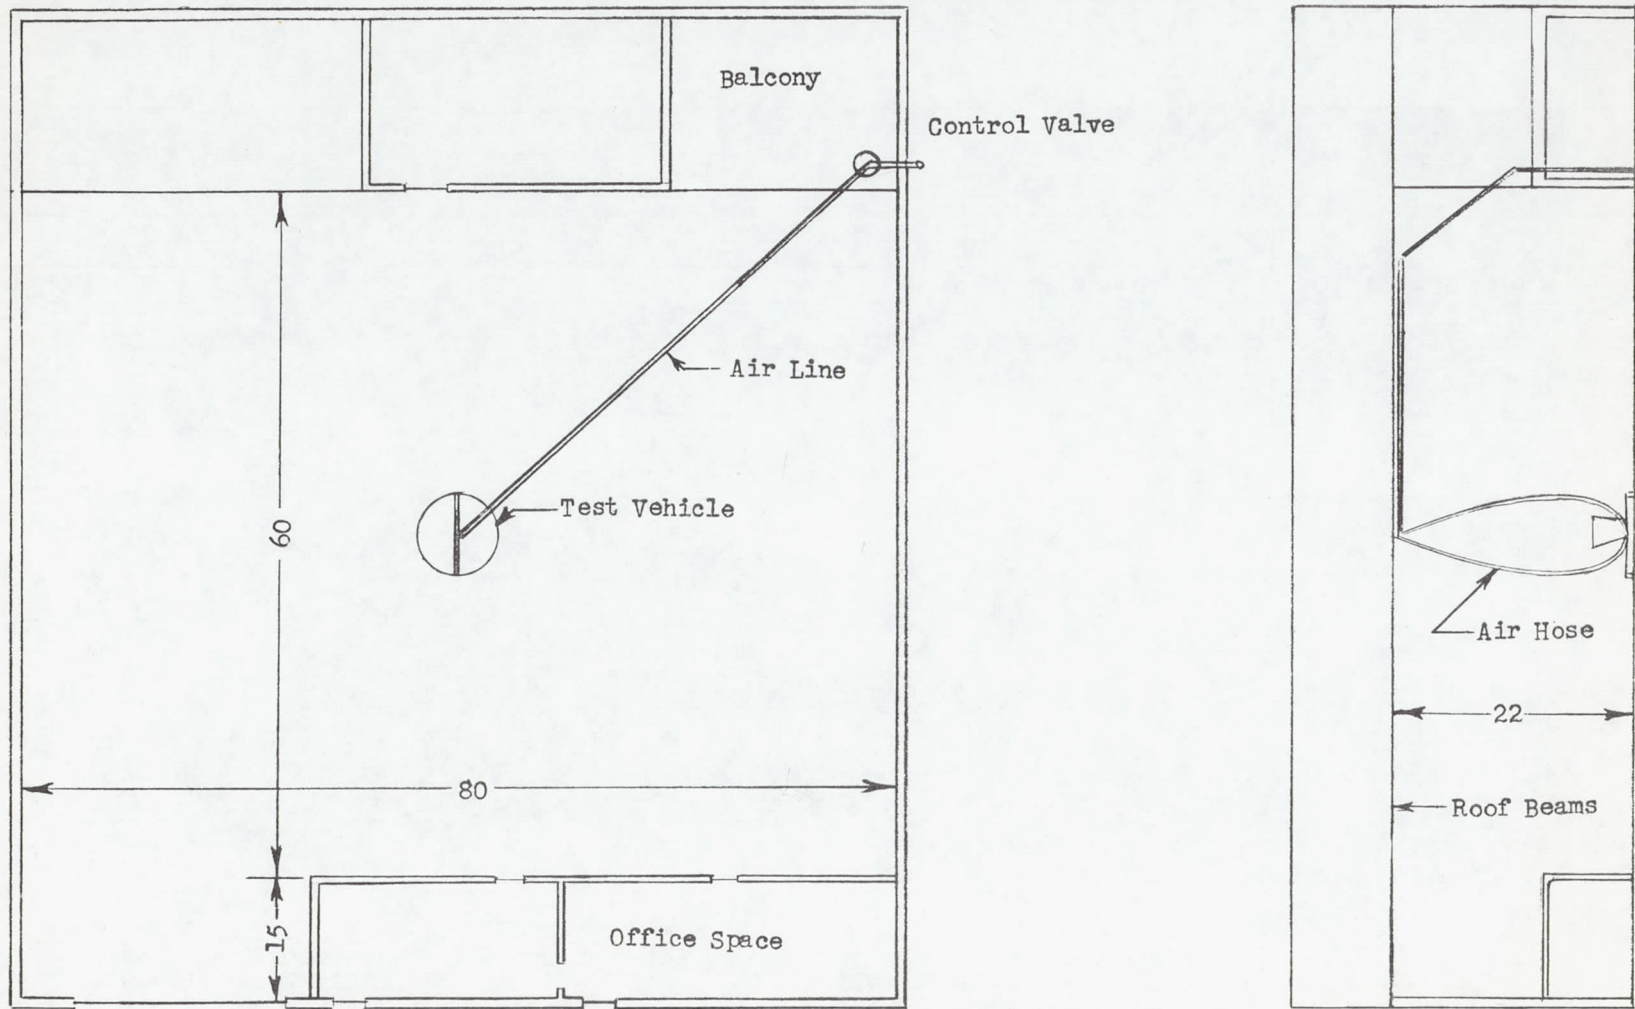 Balcony
Control Valve
Air Line
Test Vehicle
60
Air Hose
22
80
Roof Beams
15
Office Space